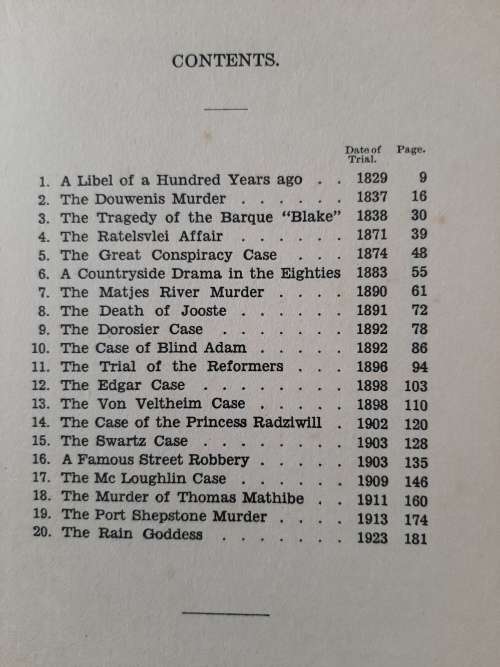 CONTENTS.
Date of Trial. Page.
1. A Libel of a Hundred Years ago . . 1829 9
2. The Douwenis Murder . . . . . . 1837 16
3. The Tragedy of the Barque "Blake" 1838 30
4. The Ratelsvlei Affair . . . . . . 1871 39
5. The Great Conspiracy Case . . . 1874 48
6. A Countryside Drama in the Eighties 1883 55
7. The Matjes River Murder . . . . 1890 61
8. The Death of Jooste . . . . . . 1891 72
9. The Dorosier Case . . . . . . . 1892 78
10. The Case of Blind Adam . . . . . 1892 86
11. The Trial of the Reformers . . . 1896 94
12. The Edgar Case . . . . . . . . 1898 103
13. The Von Veltheim Case . . . . . 1898 110
14. The Case of the Princess Radziwill . 1902 120
15. The Swartz Case . . . . . . . . 1903 128
16. A Famous Street Robbery . . . . . 1903 135
17. The Mc Loughlin Case . . . . . . 1909 146
18. The Murder of Thomas Mathibe . . 1911 160
19. The Port Shepstone Murder . . . . 1913 174
20. The Rain Goddess . . . . . . . 1923 181